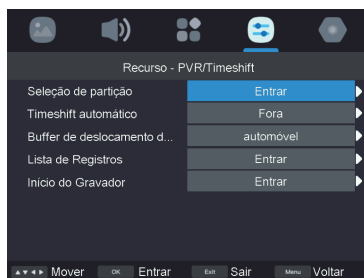 Recurso - PVR/Timeshift
Seleção de partição Entrar
Timeshift automático Fora
Buffer de deslocamento d... automóvel
Lista de Registros Entrar
Início do Gravador Entrar
Mover OK Entrar Exit Sair Menu Voltar